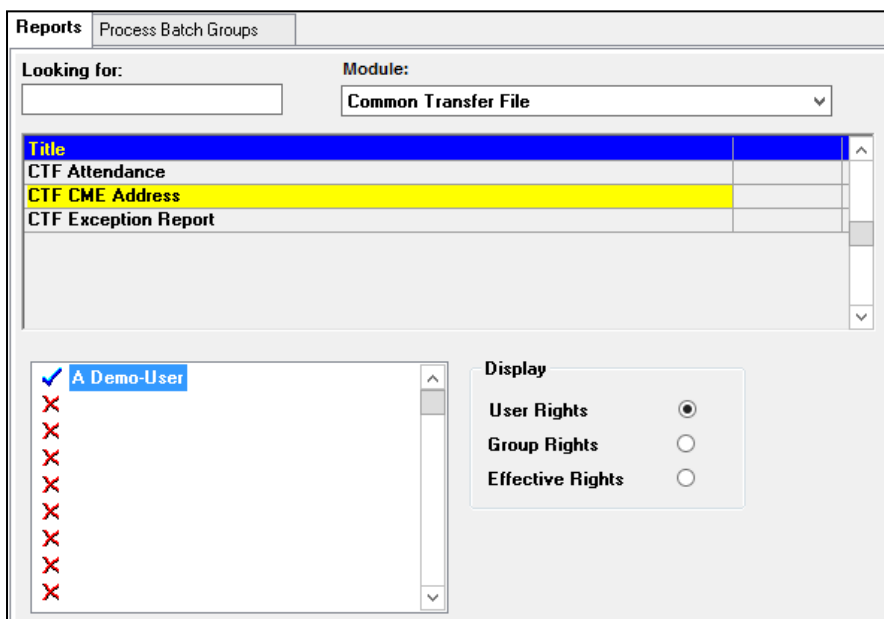 Reports Process Batch Groups
Looking for: Module:
Common Transfer File
Title
CTF Attendance
CTF CME Address
CTF Exception Report
A Demo-User
Display
User Rights
Group Rights
Effective Rights